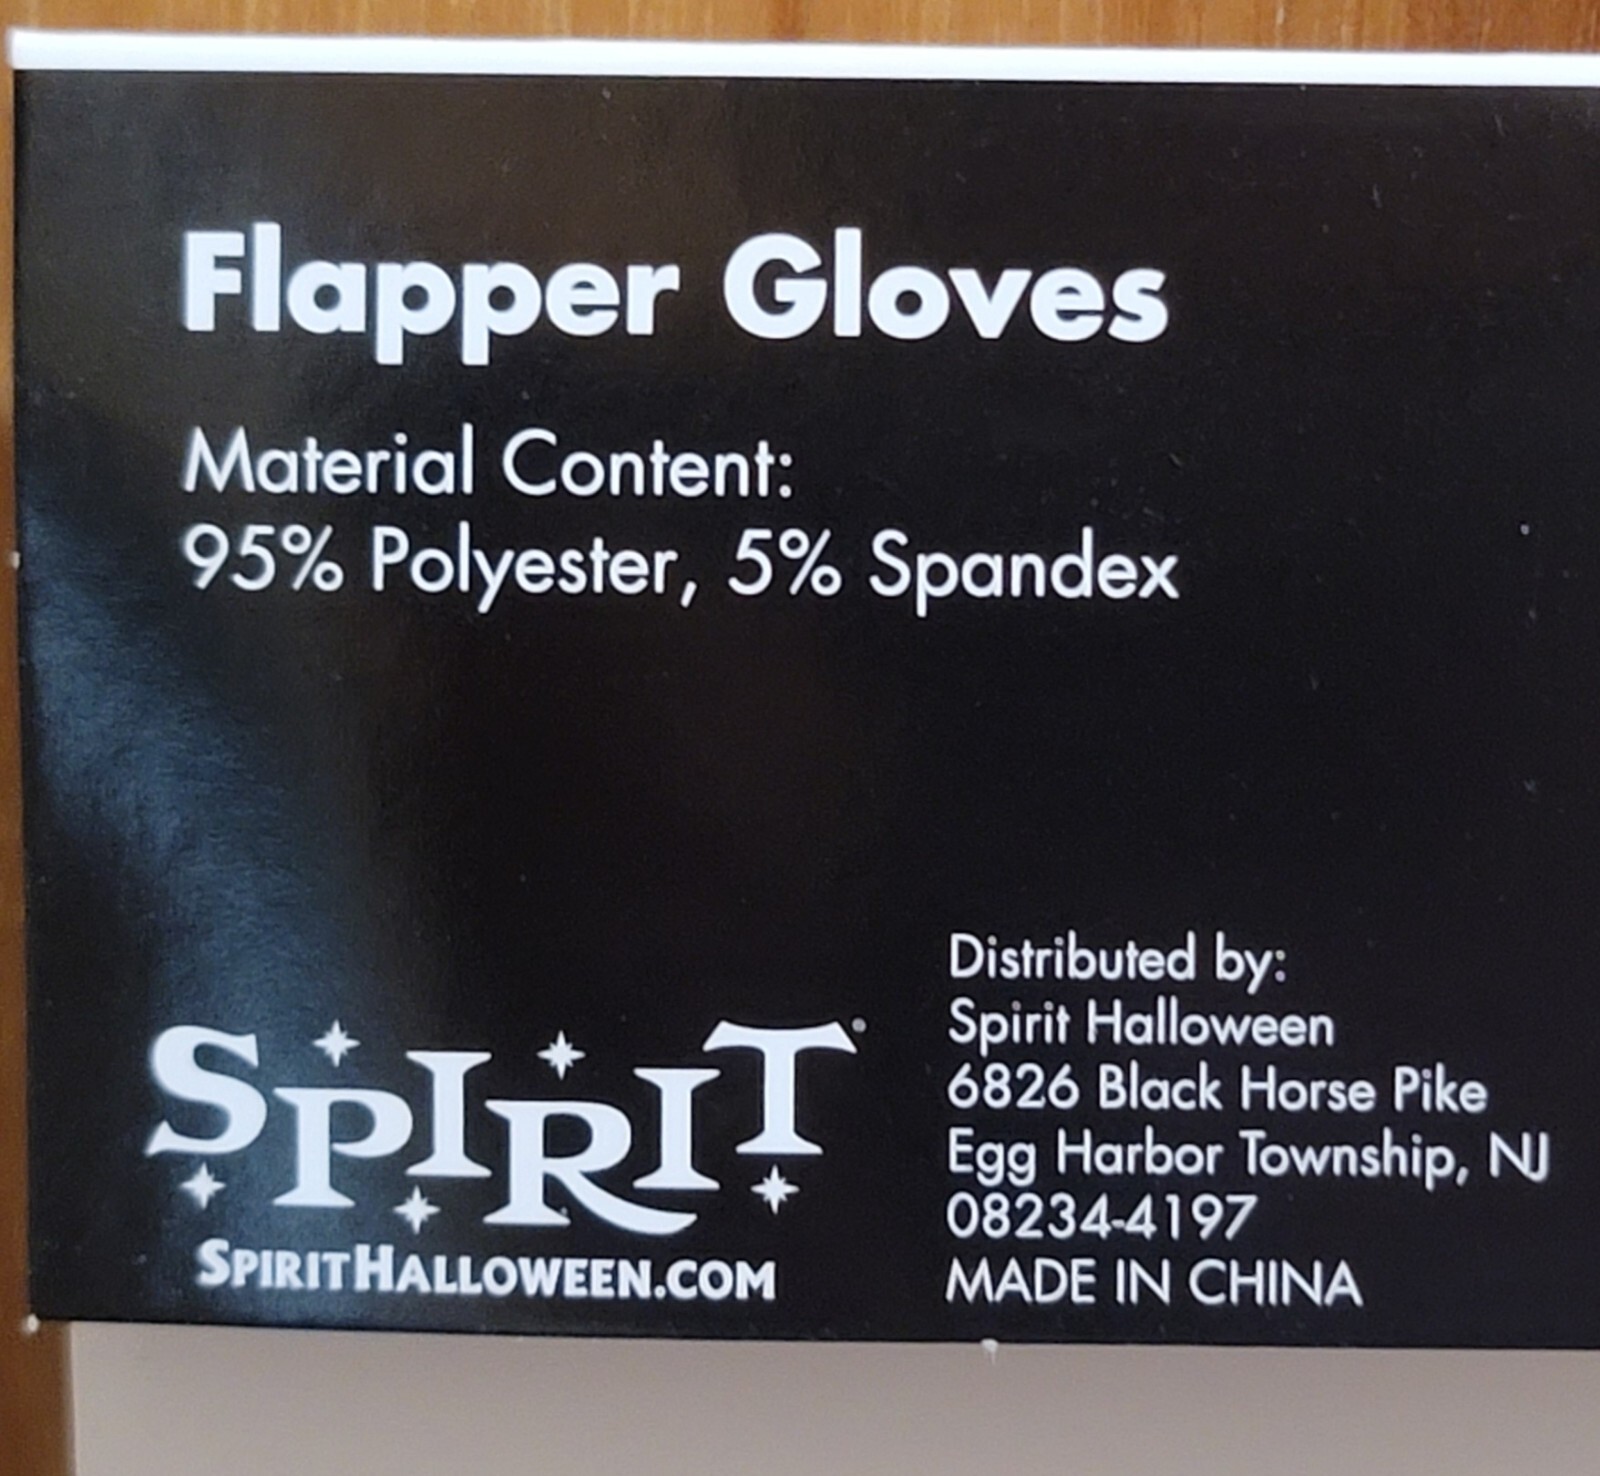 Flapper Gloves
Material Content:
95% Polyester, 5% Spandex
SPIRIT
SPIRITHALLOWEEN.COM
Distributed by:
Spirit Halloween
6826 Black Horse Pike
Egg Harbor Township, NJ
08234-4197
MADE IN CHINA